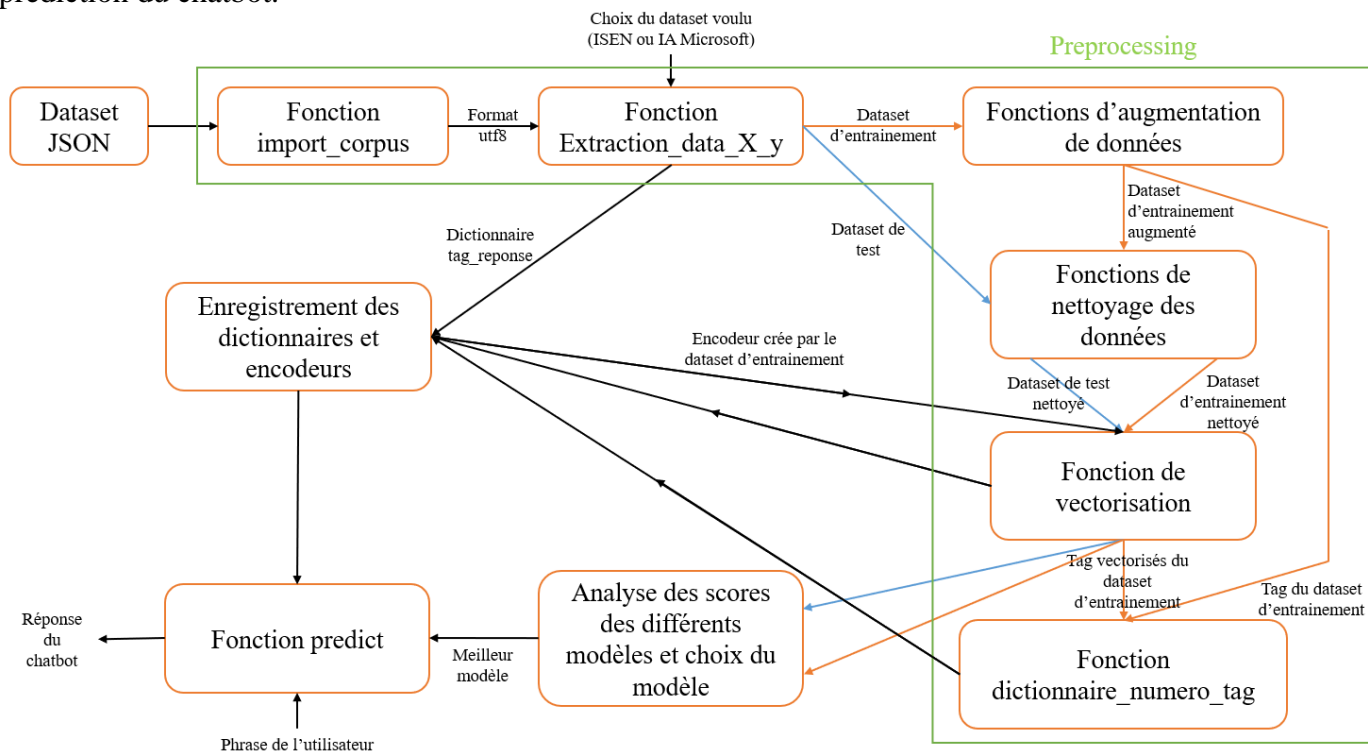 prédiction du chatbot.
Choix du dataset voulu
(ISEN ou IA Microsoft)
Preprocessing
Dataset
JSON
Fonction
import_corpus
Format
utf8
Fonction
Extraction_data_X_y
Dataset
d'entrainement
Fonctions d'augmentation
de données
Dataset
d'entrainement
augmenté
Dictionnaire
tag_reponse
Dataset de
test
Fonctions de
nettoyage des
données
Enregistrement des
dictionnaires et
encodeurs
Encodeur crée par le
dataset d'entrainement
Dataset de test
nettoyé
Dataset
d'entrainement
nettoyé
Fonction de
vectorisation
Tag vectorisés du
dataset
d'entrainement
Tag du dataset
d'entrainement
Réponse
du
chatbot
Fonction predict
Meilleur
modèle
Analyse des scores
des différents
modèles et choix du
modèle
Fonction
dictionnaire_numero_tag
Phrase de l'utilisateur